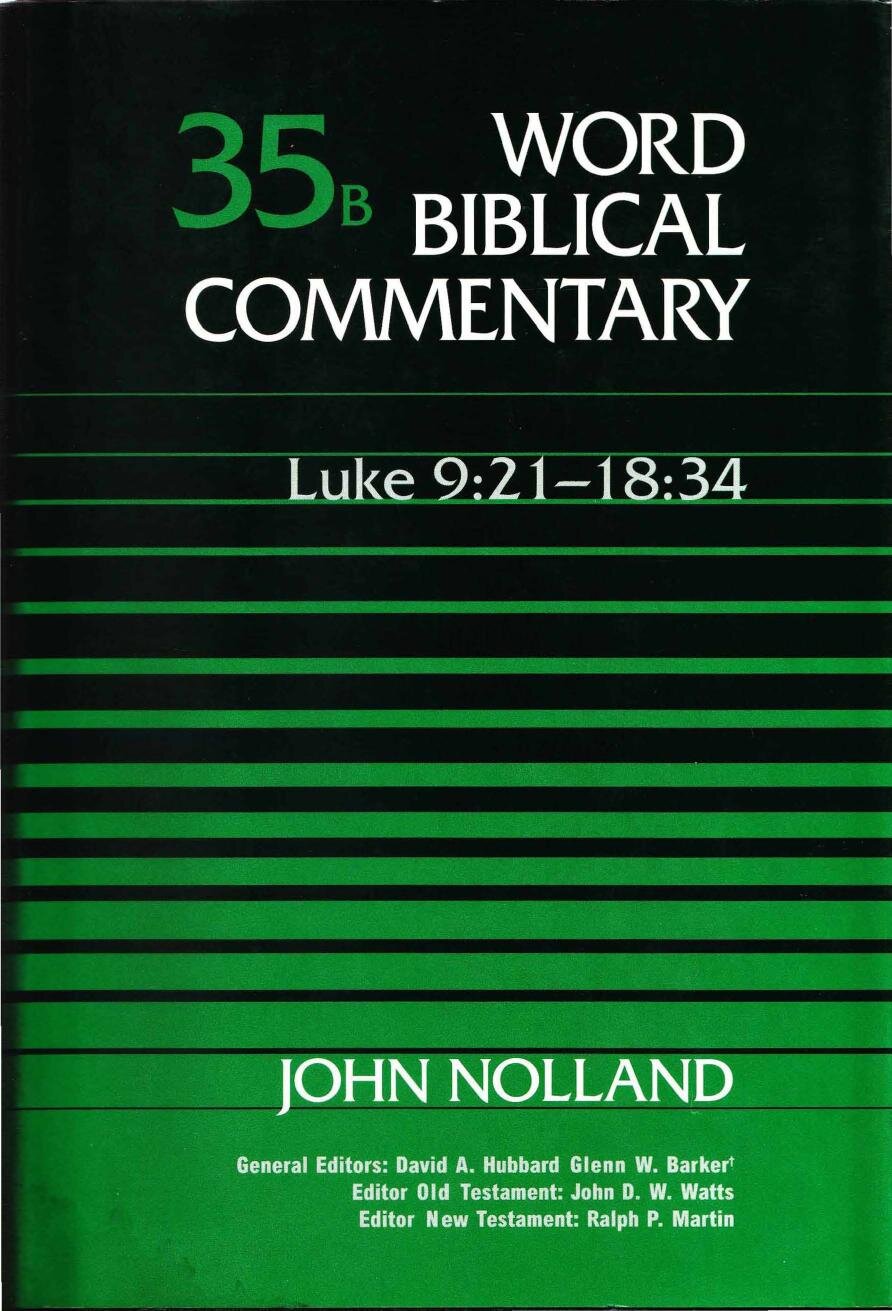 35B WORD
BIBLICAL
COMMENTARY
Luke 9:21–18:34
JOHN NOLLAND
General Editors: David A. Hubbard Glenn W. Barker†
Editor Old Testament: John D. W. Watts
Editor New Testament: Ralph P. Martin